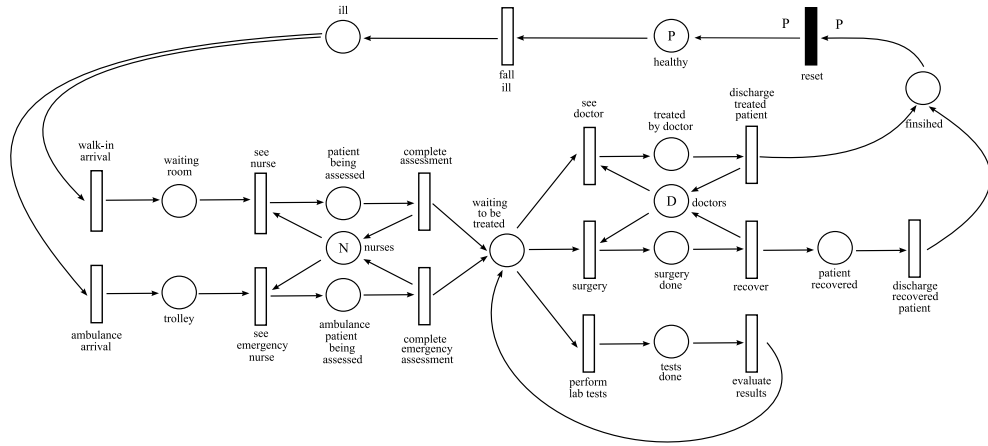 ill
P
P
P
healthy
fall
ill
reset
finsihed
see
doctor
treated
by doctor
discharge
treated
patient
walk-in
arrival
waiting
room
see
nurse
patient
being
assessed
complete
assessment
waiting
to be
treated
D
doctors
N
nurses
surgery
surgery
done
recover
patient
recovered
discharge
recovered
patient
ambulance
arrival
trolley
see
emergency
nurse
ambulance
patient
being
assessed
complete
emergency
assessment
perform
lab tests
tests
done
evaluate
results